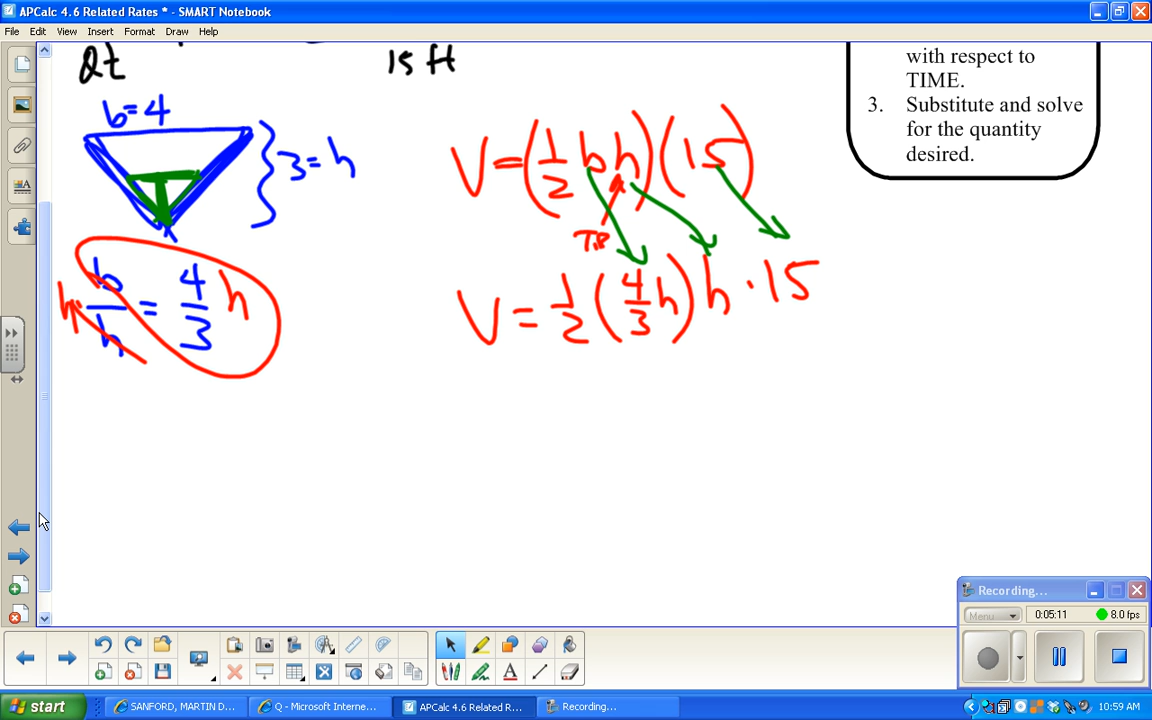 APCalc 4.6 Related Rates * - SMART Notebook
File Edit View Insert Format Draw Help
dt
15 ft
with respect to
TIME.
3. Substitute and solve
for the quantity
desired.
b=4
3=h
V=(1/2 bh)(15)
h· b/h = 4/3 h
V = 1/2 (4/3 h) h · 15
Recording...
Menu
0:05:11
8.0 fps
start
SANFORD, MARTIN D...
Q - Microsoft Interne...
APCalc 4.6 Related R...
Recording...
10:59 AM